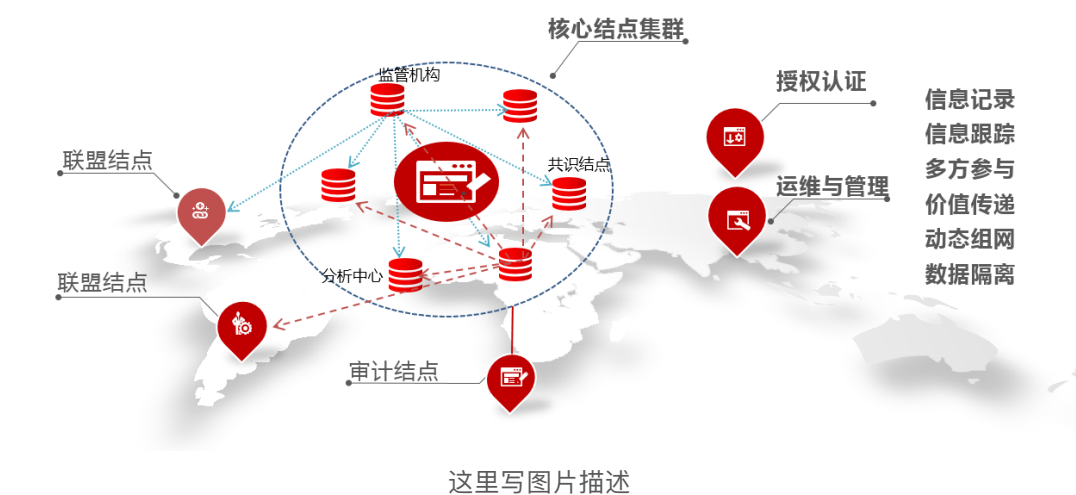 核心结点集群
监管机构
授权认证
信息记录
信息跟踪
联盟结点
共识结点
多方参与
运维与管理
价值传递
动态组网
分析中心
数据隔离
联盟结点
审计结点
这里写图片描述